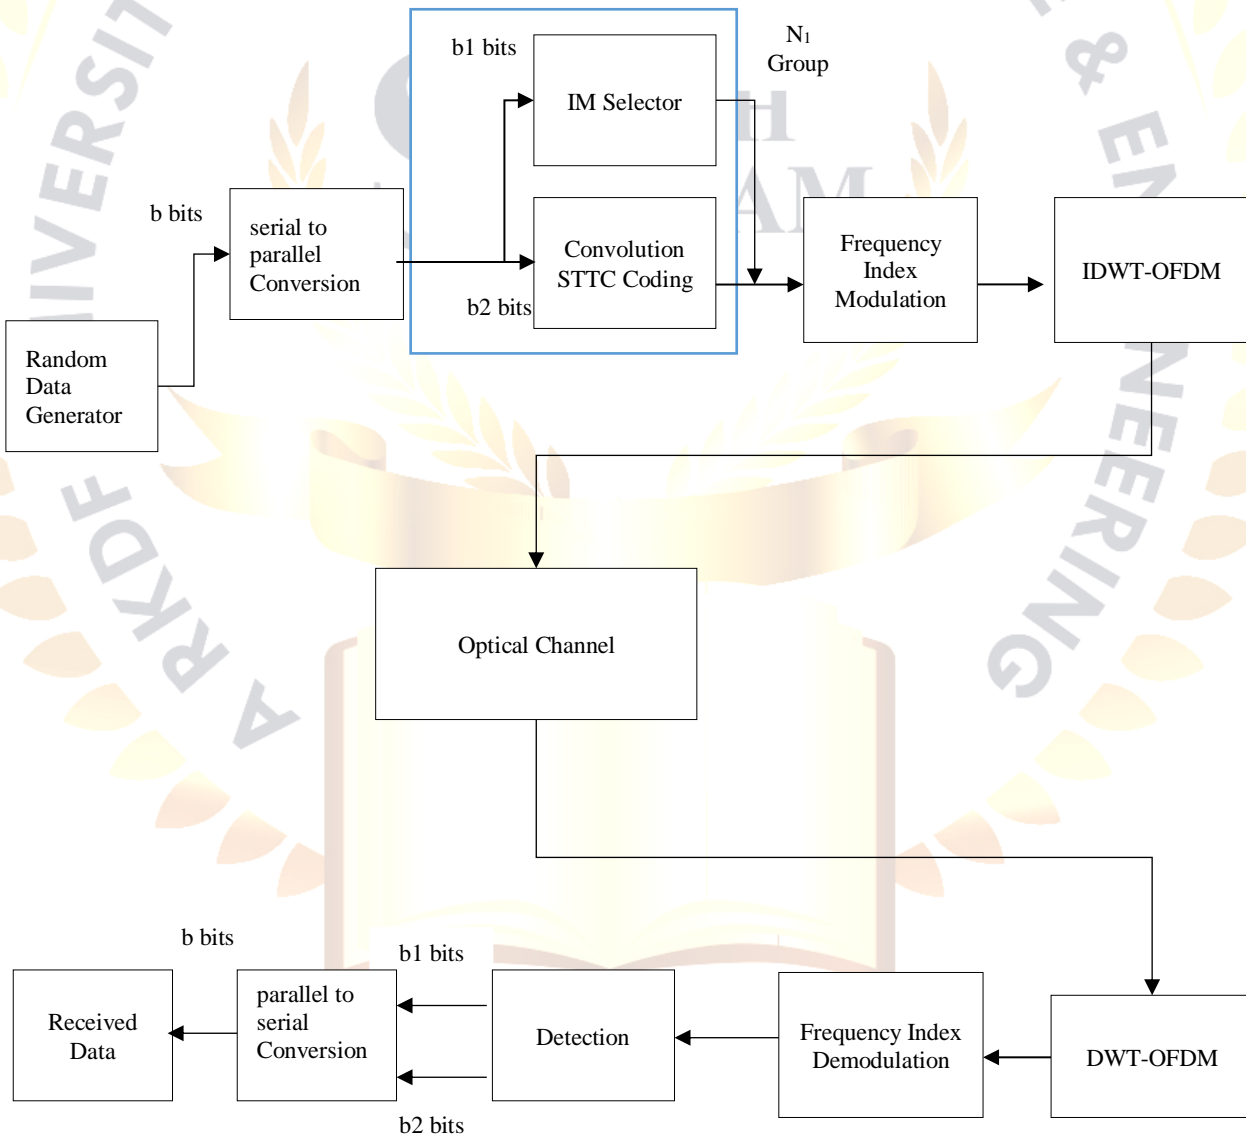 b1 bits
N1
Group
IM Selector
b bits
serial to
parallel
Conversion
Convolution
STTC Coding
b2 bits
Frequency
Index
Modulation
IDWT-OFDM
Random
Data
Generator
Optical Channel
b bits
b1 bits
Received
Data
parallel to
serial
Conversion
Detection
Frequency Index
Demodulation
DWT-OFDM
b2 bits
A RKDF
NEERING